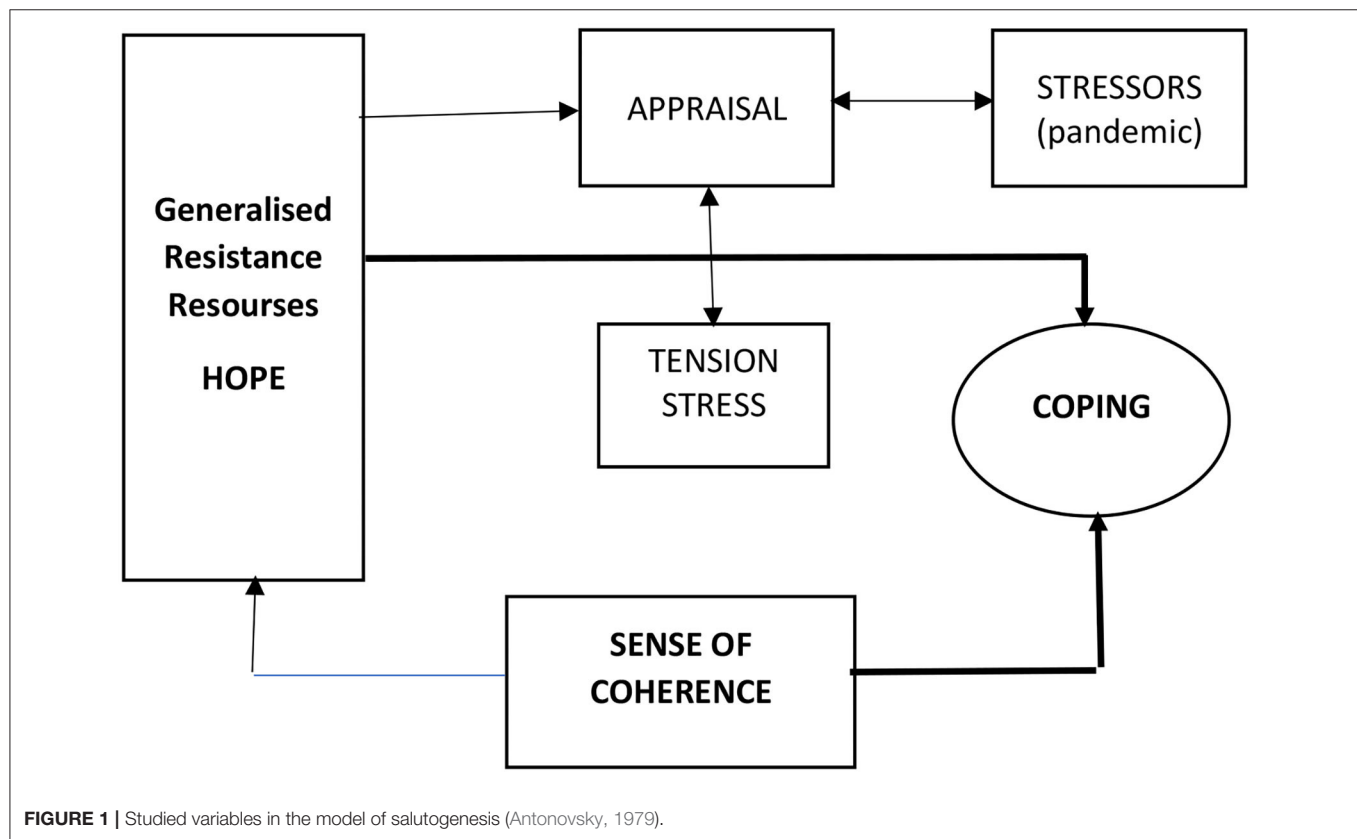 Generalised
Resistance
Resourses
HOPE
APPRAISAL
STRESSORS
(pandemic)
TENSION
STRESS
COPING
SENSE OF
COHERENCE
FIGURE 1 | Studied variables in the model of salutogenesis (Antonovsky, 1979).